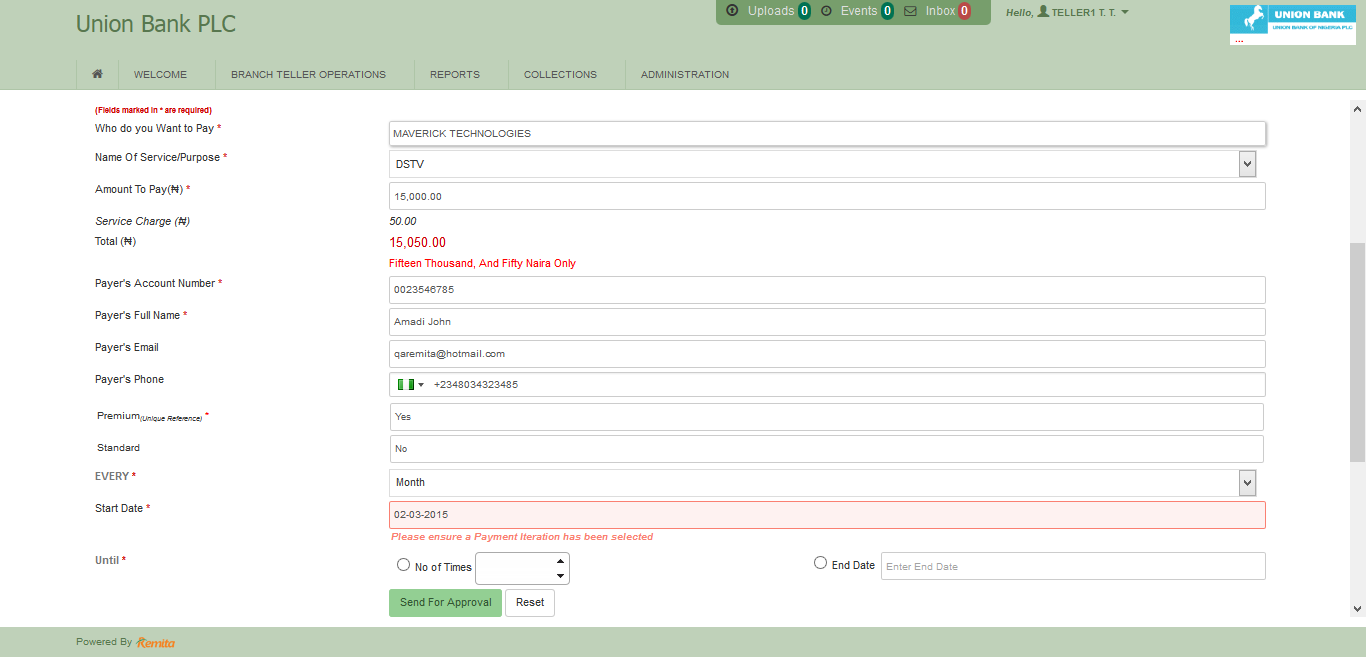 Union Bank PLC
Uploads 0 Events 0 Inbox 0
Hello, TELLER1 T. T.
UNION BANK
UNION BANK OF NIGERIA PLC
...
WELCOME BRANCH TELLER OPERATIONS REPORTS COLLECTIONS ADMINISTRATION
(Fields marked in * are required)
Who do you Want to Pay * MAVERICK TECHNOLOGIES
Name Of Service/Purpose * DSTV
Amount To Pay(₦) * 15,000.00
Service Charge (₦) 50.00
Total (₦) 15,050.00
Fifteen Thousand, And Fifty Naira Only
Payer's Account Number * 0023546785
Payer's Full Name * Amadi John
Payer's Email qaremita@hotmail.com
Payer's Phone +2348034323485
Premium(Unique Reference) * Yes
Standard No
EVERY * Month
Start Date * 02-03-2015
Please ensure a Payment Iteration has been selected
Until * No of Times End Date Enter End Date
Send For Approval Reset
Powered By Remita